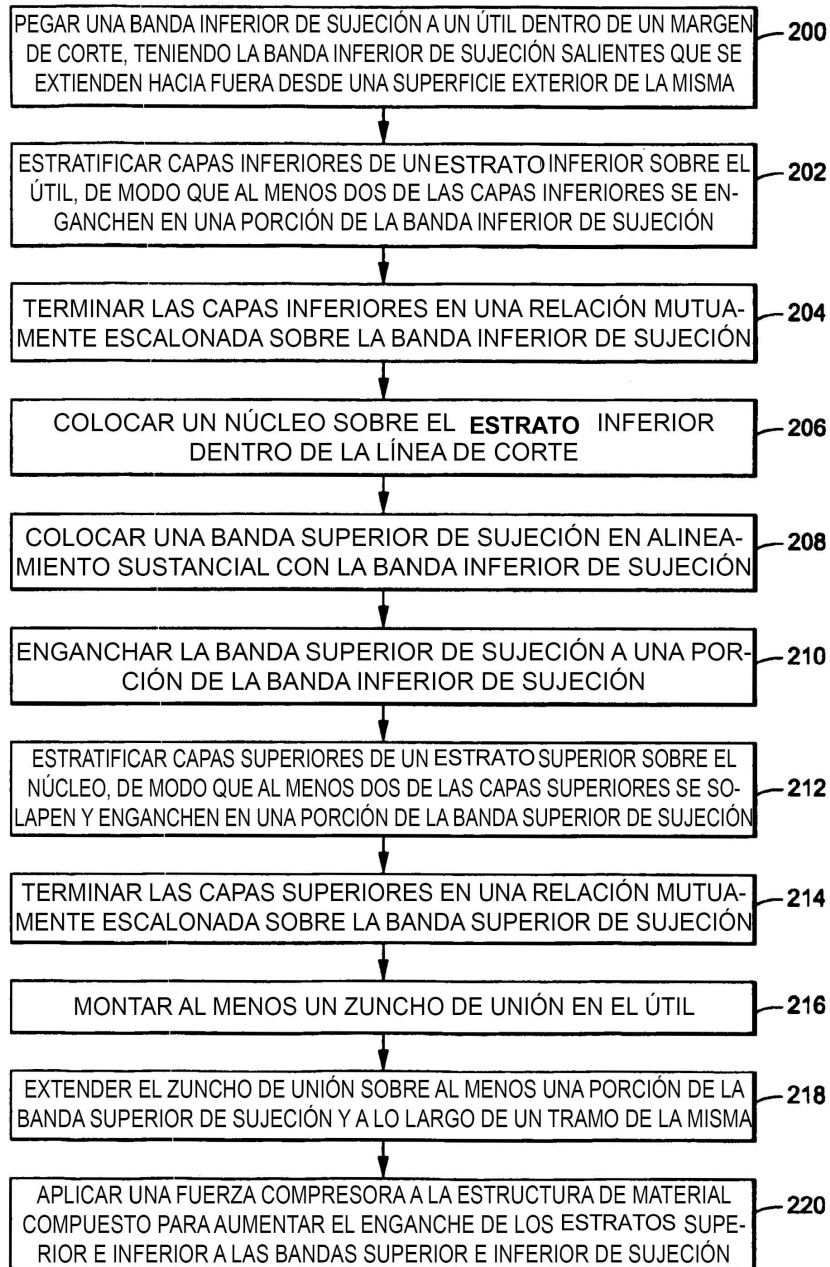 PEGAR UNA BANDA INFERIOR DE SUJECIÓN A UN ÚTIL DENTRO DE UN MARGEN
DE CORTE, TENIENDO LA BANDA INFERIOR DE SUJECIÓN SALIENTES QUE SE
EXTIENDEN HACIA FUERA DESDE UNA SUPERFICIE EXTERIOR DE LA MISMA
200
ESTRATIFICAR CAPAS INFERIORES DE UN ESTRATO INFERIOR SOBRE EL
ÚTIL, DE MODO QUE AL MENOS DOS DE LAS CAPAS INFERIORES SE EN-
GANCHEN EN UNA PORCIÓN DE LA BANDA INFERIOR DE SUJECIÓN
202
TERMINAR LAS CAPAS INFERIORES EN UNA RELACIÓN MUTUA-
MENTE ESCALONADA SOBRE LA BANDA INFERIOR DE SUJECIÓN
204
COLOCAR UN NÚCLEO SOBRE EL ESTRATO INFERIOR
DENTRO DE LA LÍNEA DE CORTE
206
COLOCAR UNA BANDA SUPERIOR DE SUJECIÓN EN ALINEA-
MIENTO SUSTANCIAL CON LA BANDA INFERIOR DE SUJECIÓN
208
ENGANCHAR LA BANDA SUPERIOR DE SUJECIÓN A UNA POR-
CIÓN DE LA BANDA INFERIOR DE SUJECIÓN
210
ESTRATIFICAR CAPAS SUPERIORES DE UN ESTRATO SUPERIOR SOBRE EL
NÚCLEO, DE MODO QUE AL MENOS DOS DE LAS CAPAS SUPERIORES SE SO-
LAPEN Y ENGANCHEN EN UNA PORCIÓN DE LA BANDA SUPERIOR DE SUJECIÓN
212
TERMINAR LAS CAPAS SUPERIORES EN UNA RELACIÓN MUTUA-
MENTE ESCALONADA SOBRE LA BANDA SUPERIOR DE SUJECIÓN
214
MONTAR AL MENOS UN ZUNCHO DE UNIÓN EN EL ÚTIL
216
EXTENDER EL ZUNCHO DE UNIÓN SOBRE AL MENOS UNA PORCIÓN DE LA
BANDA SUPERIOR DE SUJECIÓN Y A LO LARGO DE UN TRAMO DE LA MISMA
218
APLICAR UNA FUERZA COMPRESORA A LA ESTRUCTURA DE MATERIAL
COMPUESTO PARA AUMENTAR EL ENGANCHE DE LOS ESTRATOS SUPE-
RIOR E INFERIOR A LAS BANDAS SUPERIOR E INFERIOR DE SUJECIÓN
220